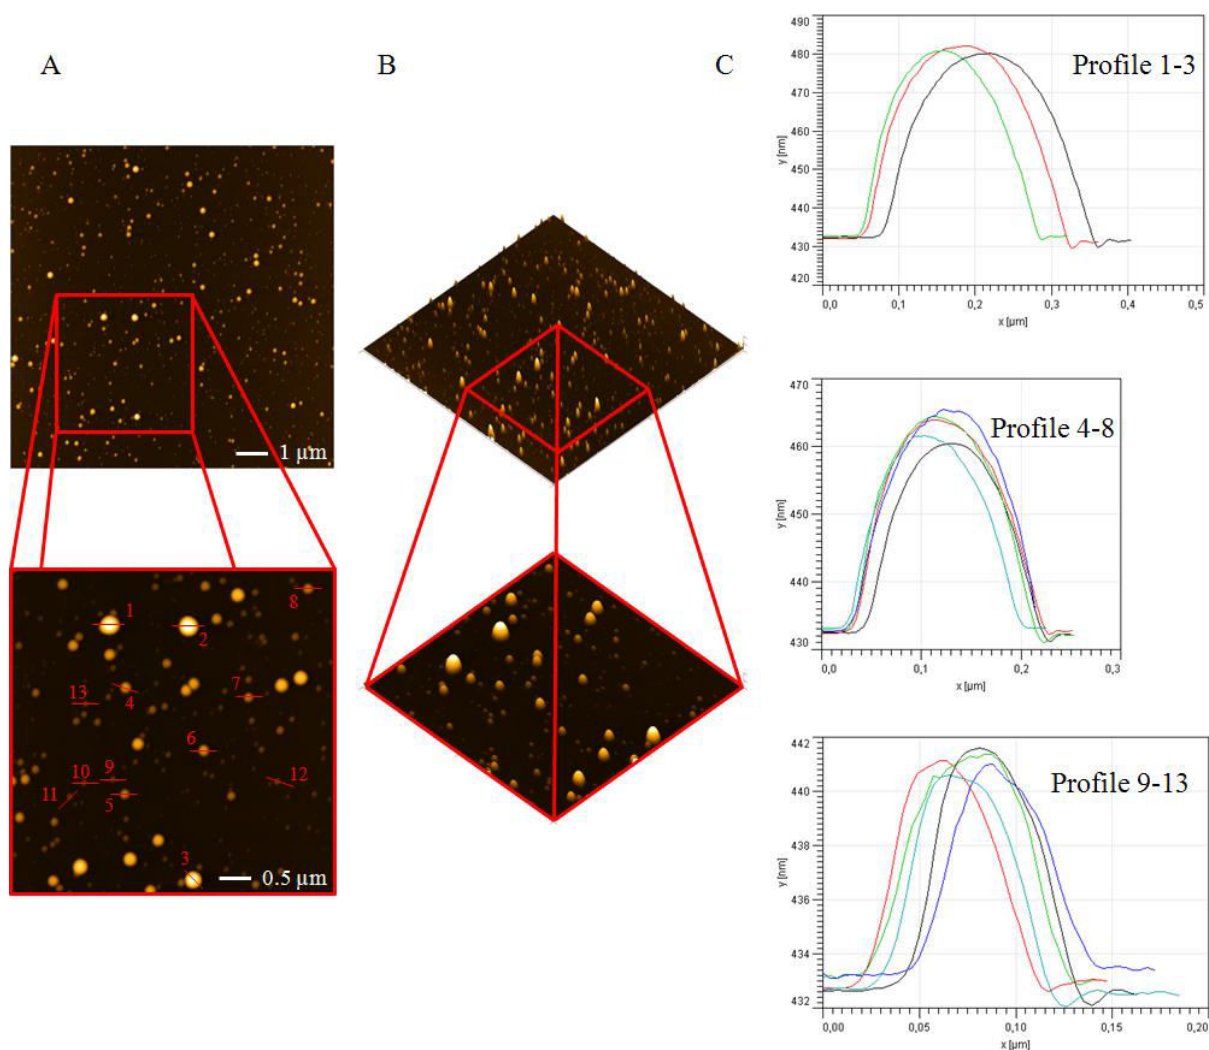 A
B
C
1 µm
1
2
3
4
5
6
7
8
9
10
11
12
13
0.5 µm
Profile 1-3
y [nm]
490
480
470
460
450
440
430
420
0,0 0,1 0,2 0,3 0,4 0,5
x [µm]
Profile 4-8
y [nm]
470
460
450
440
430
0,0 0,1 0,2 0,3
x [µm]
Profile 9-13
y [nm]
442
440
438
436
434
432
0,00 0,05 0,10 0,15 0,20
x [µm]